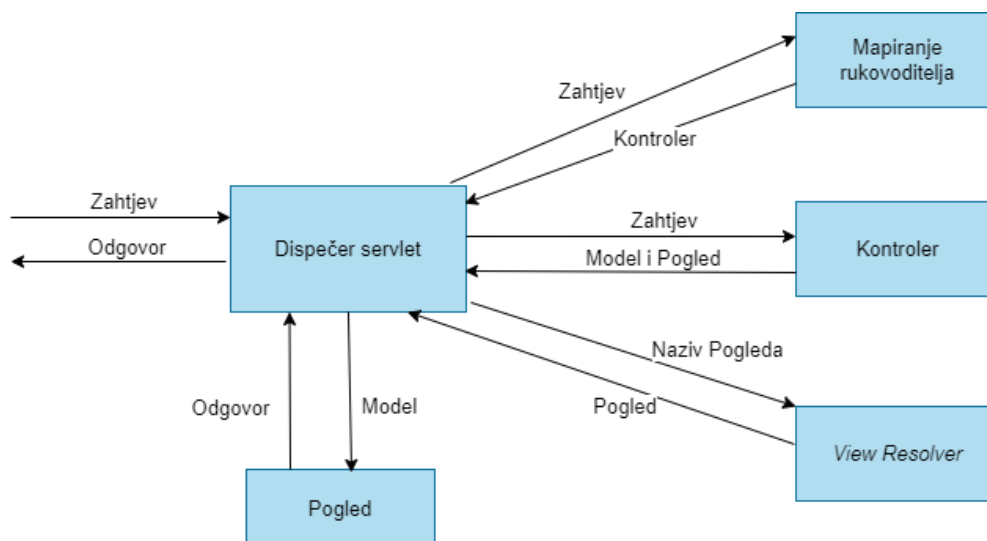 Mapiranje
rukovoditelja
Zahtjev
Kontroler
Zahtjev
Odgovor
Dispečer servlet
Zahtjev
Model i Pogled
Kontroler
Naziv Pogleda
Pogled
View Resolver
Odgovor
Model
Pogled